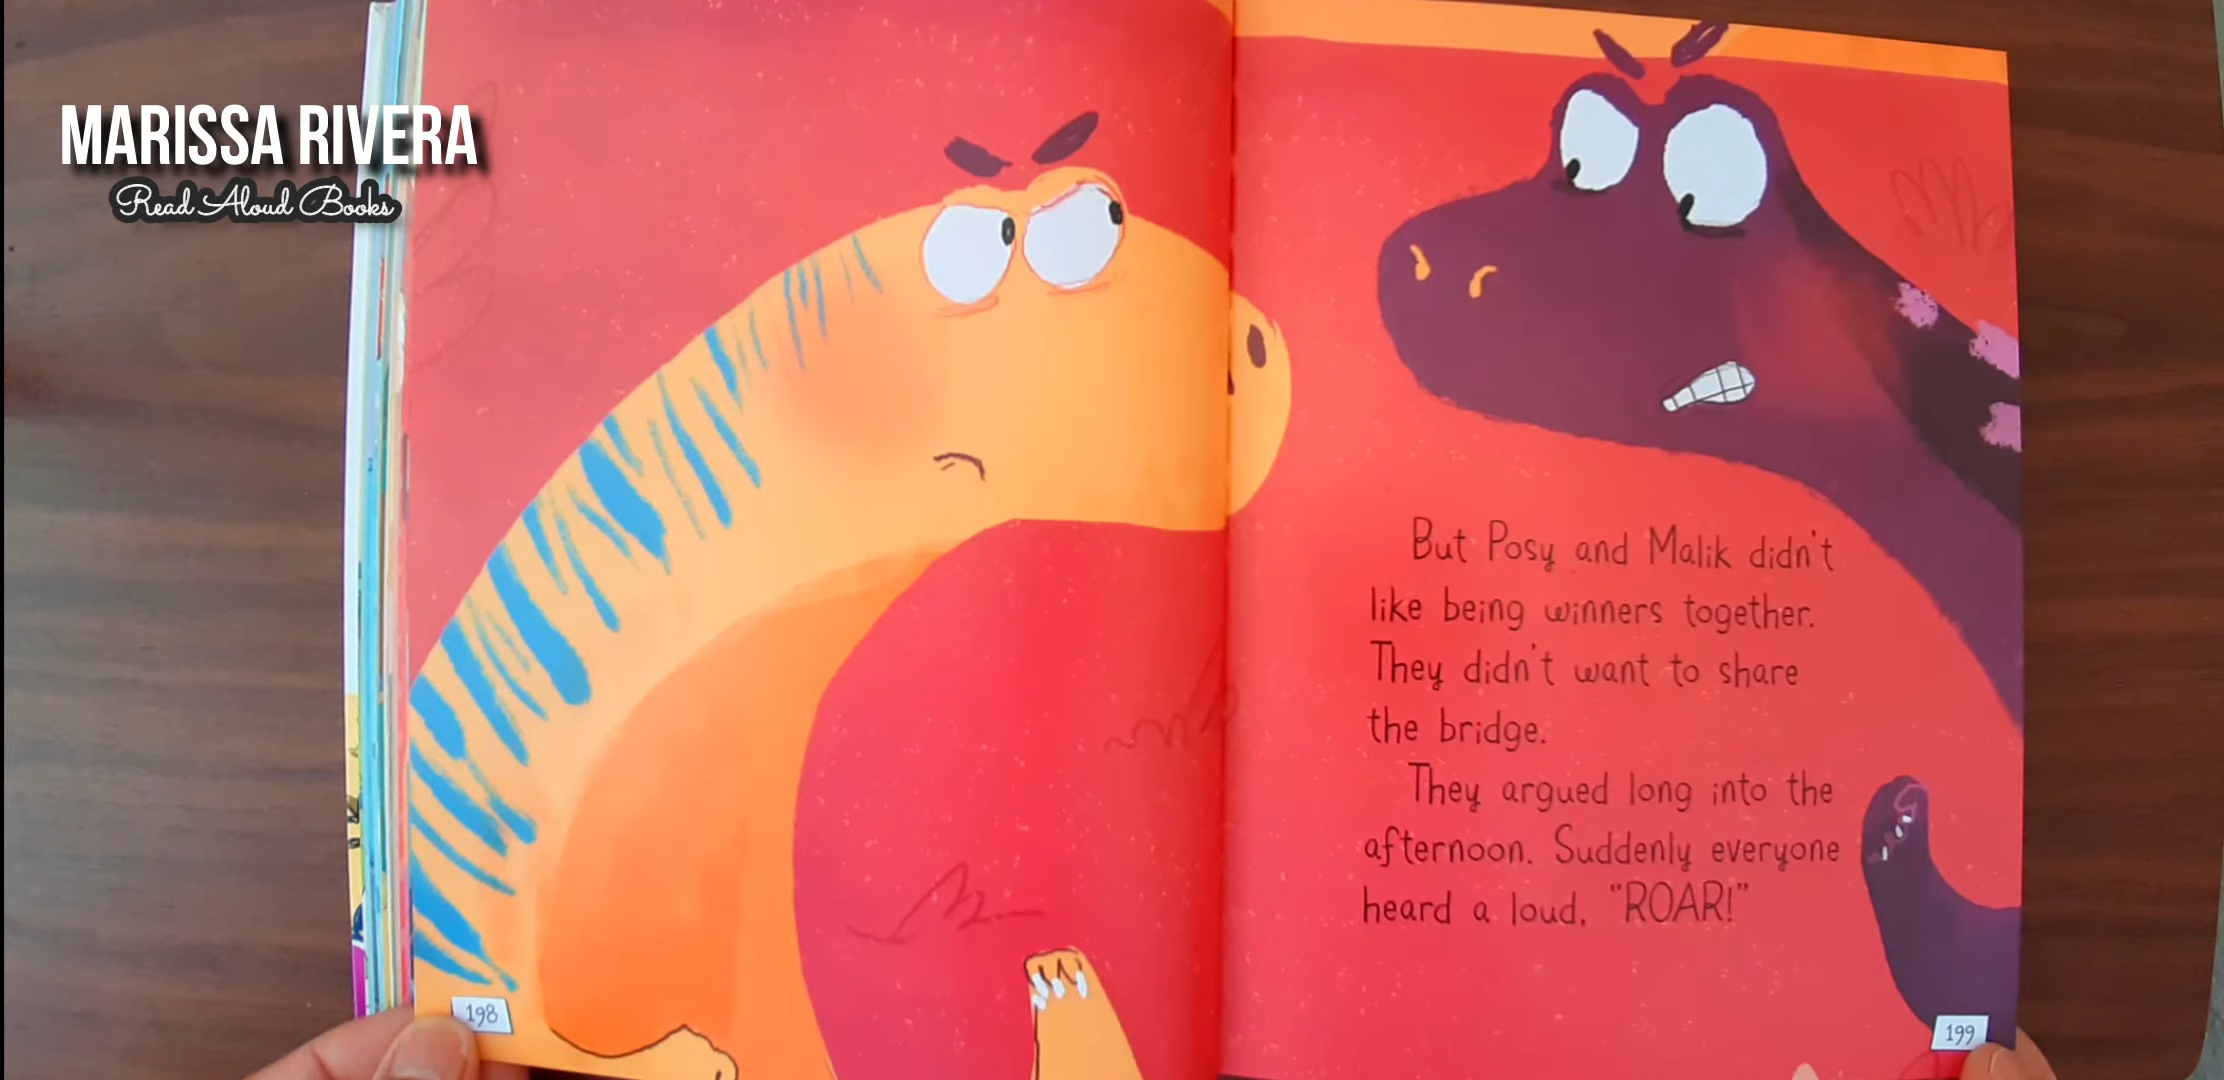 MARISSA RIVERA
Read Aloud Books
But Posy and Malik didn't
like being winners together.
They didn't want to share
the bridge.
They argued long into the
afternoon. Suddenly everyone
heard a loud, "ROAR!"
198
199